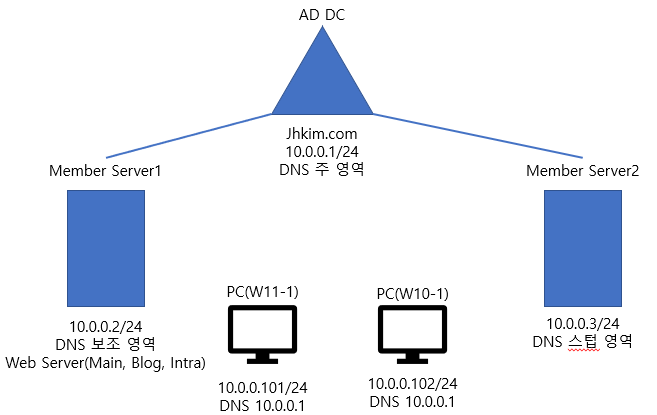 AD DC
Jhkim.com
10.0.0.1/24
DNS 주 영역
Member Server1
Member Server2
10.0.0.2/24
DNS 보조 영역
Web Server(Main, Blog, Intra)
PC(W11-1)
10.0.0.101/24
DNS 10.0.0.1
PC(W10-1)
10.0.0.102/24
DNS 10.0.0.1
10.0.0.3/24
DNS 스텁 영역